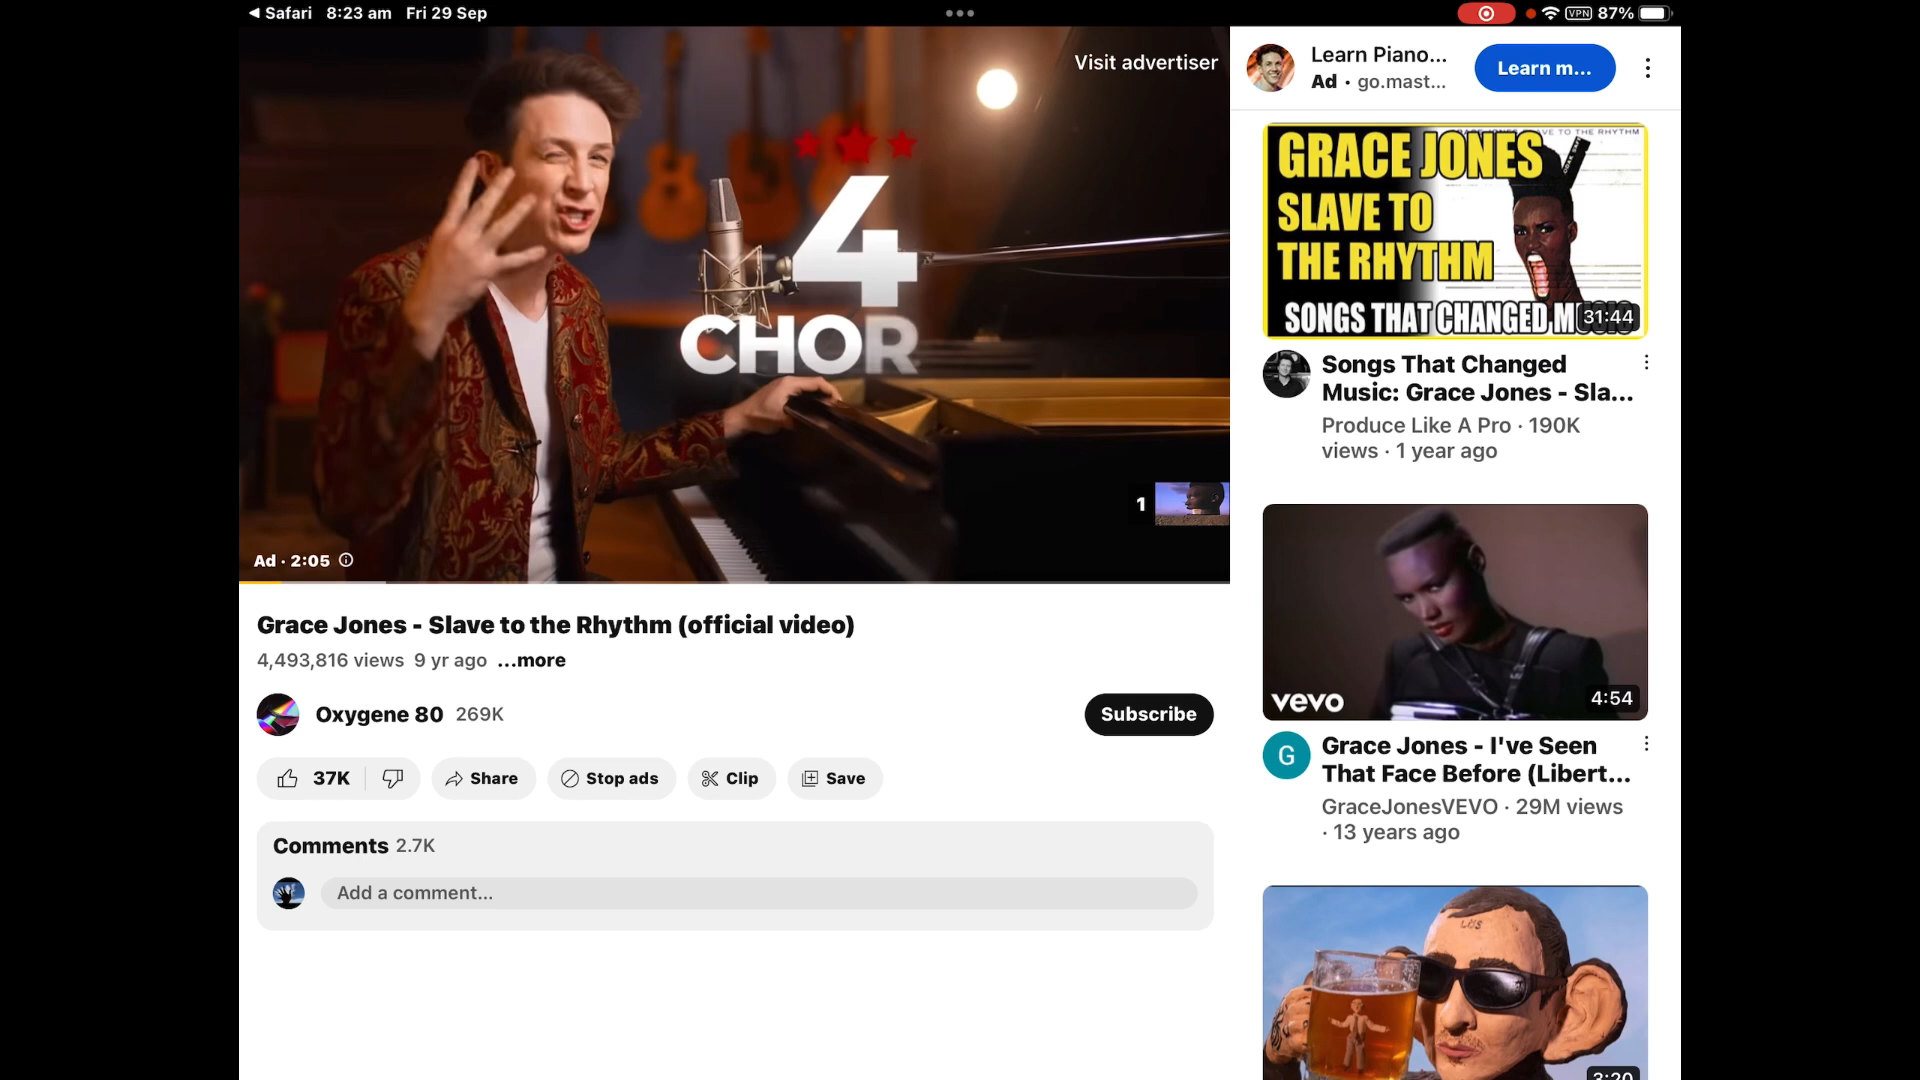 Safari 8:23 am Fri 29 Sep
VPN 87%
Visit advertiser
4
CHOR
1
Ad · 2:05
Grace Jones - Slave to the Rhythm (official video)
4,493,816 views 9 yr ago ...more
Oxygene 80 269K
Subscribe
37K
Share
Stop ads
Clip
Save
Comments 2.7K
Add a comment...
Learn Piano...
Ad · go.mast...
Learn m...
GRACE JONES
SLAVE TO
THE RHYTHM
SONGS THAT CHANGED MUSIC
31:44
Songs That Changed
Music: Grace Jones - Sla...
Produce Like A Pro · 190K
views · 1 year ago
vevo
4:54
G
Grace Jones - I've Seen
That Face Before (Libert...
GraceJonesVEVO · 29M views
· 13 years ago
3:20